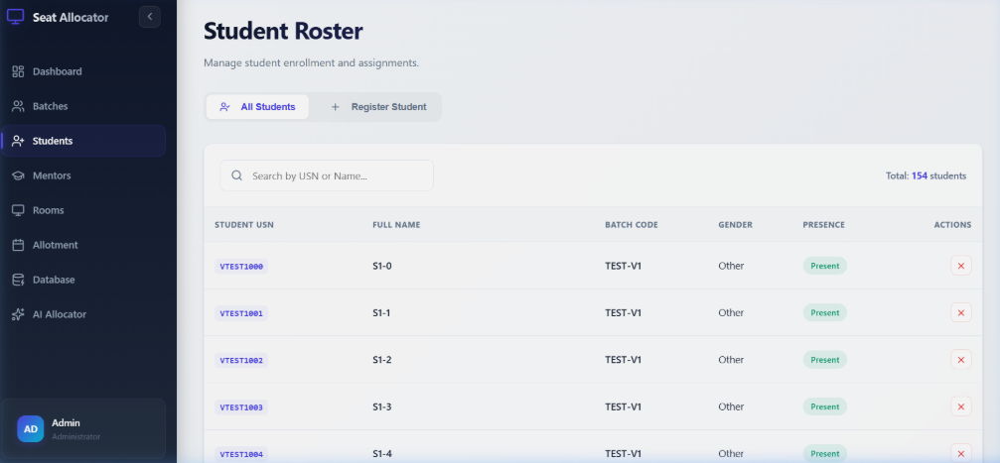 Seat Allocator
Dashboard
Batches
Students
Mentors
Rooms
Allotment
Database
AI Allocator
AD
Admin
Administrator
Student Roster
Manage student enrollment and assignments.
All Students
Register Student
Search by USN or Name...
Total: 154 students
STUDENT USN FULL NAME BATCH CODE GENDER PRESENCE ACTIONS
VTEST1000 S1-0 TEST-V1 Other Present
VTEST1001 S1-1 TEST-V1 Other Present
VTEST1002 S1-2 TEST-V1 Other Present
VTEST1003 S1-3 TEST-V1 Other Present
VTEST1004 S1-4 TEST-V1 Other Present